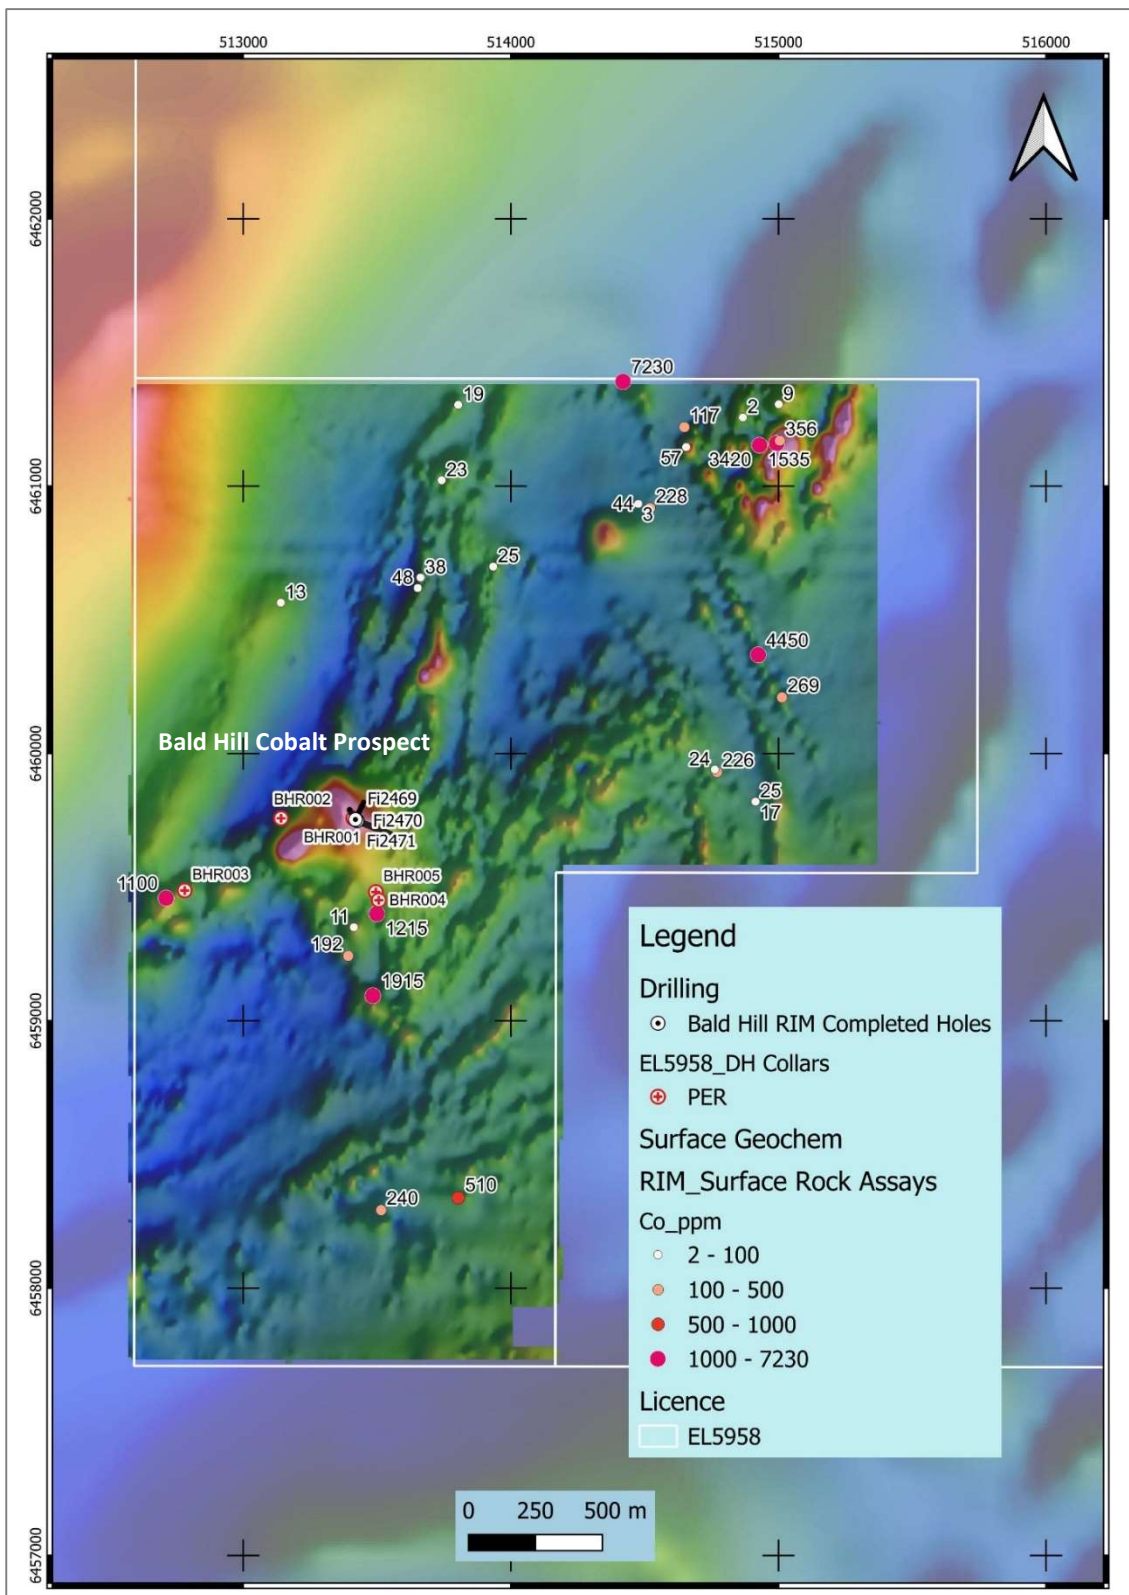 513000 514000 515000 516000
6462000
7230
19
117
2
9
356
57
3420
1535
6461000
23
44
228
3
25
38
48
13
4450
269
Bald Hill Cobalt Prospect
6460000
24
226
25
17
BHR002
Fi2469
Fi2470
BHR001
Fi2471
BHR003
BHR005
1100
BHR004
11
1215
192
1915
6459000
240
510
6458000
6457000
Legend
Drilling
Bald Hill RIM Completed Holes
EL5958_DH Collars
PER
Surface Geochem
RIM_Surface Rock Assays
Co_ppm
2 - 100
100 - 500
500 - 1000
1000 - 7230
Licence
EL5958
0 250 500 m